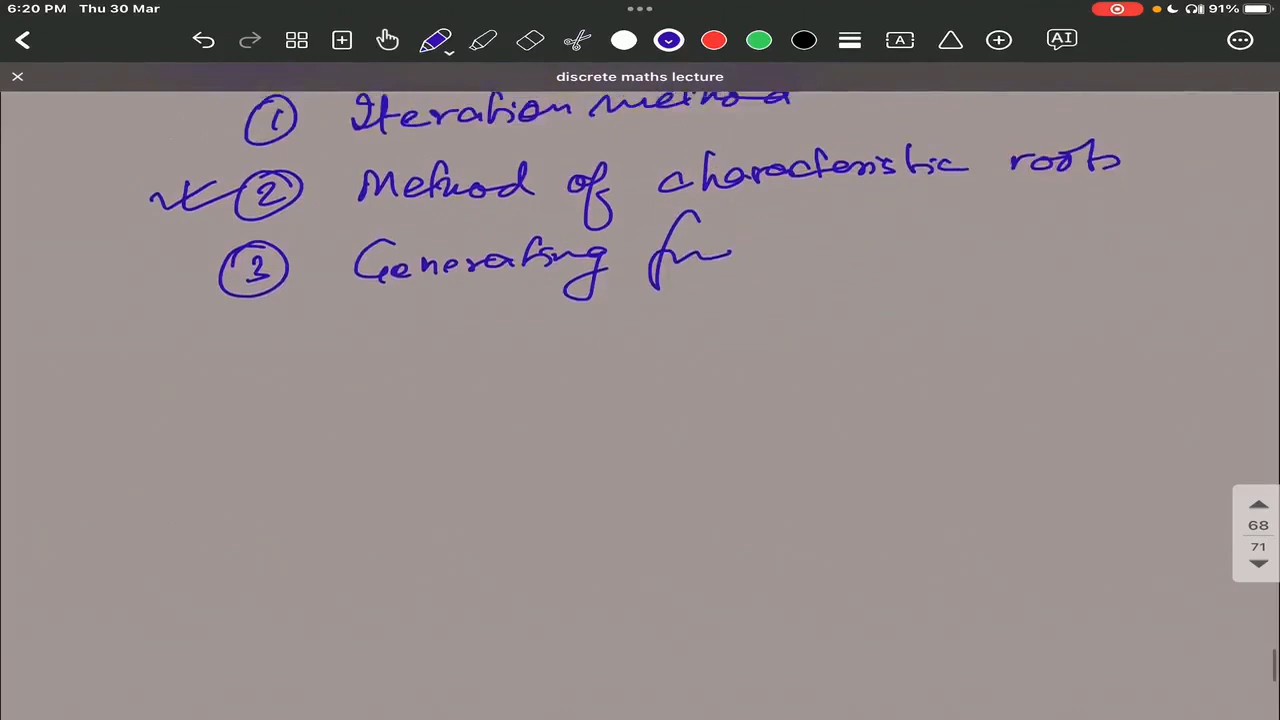 6:20 PM Thu 30 Mar
91%
AI
discrete maths lecture
1 Iteration method
2 Method of characteristic roots
3 Generating fn
68
71